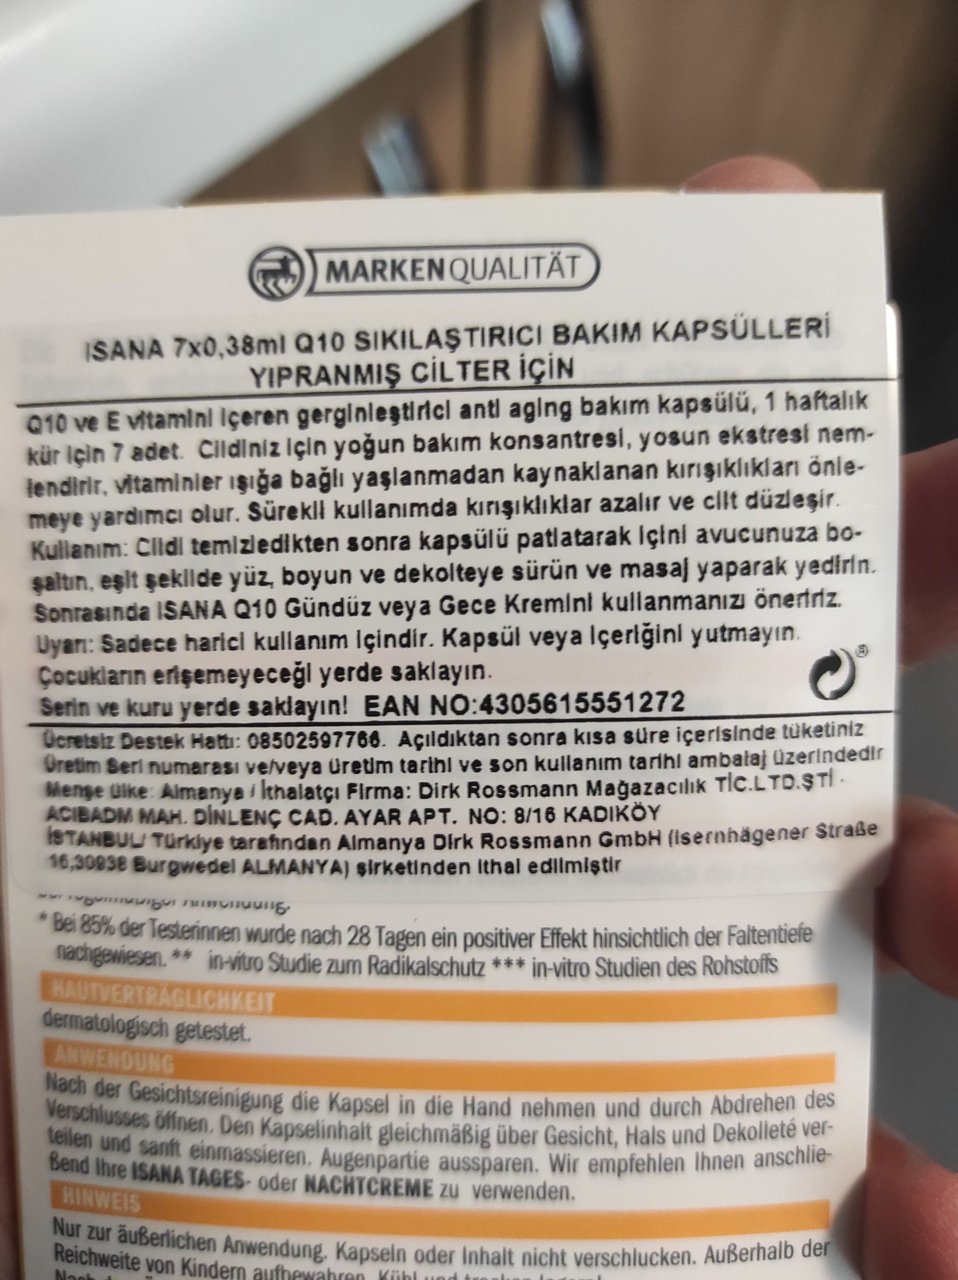 MARKENQUALITÄT
ISANA 7x0,38ml Q10 SIKILAŞTIRICI BAKIM KAPSÜLLERİ
YIPRANMIŞ CİLTER İÇİN
Q10 ve E vitamini içeren gerginleştirici anti aging bakım kapsülü, 1 haftalık
kür için 7 adet. Cildiniz için yoğun bakım konsantresi, yosun ekstresi nem-
lendirir, vitaminler ışığa bağlı yaşlanmadan kaynaklanan kırışıklıkları önle-
meye yardımcı olur. Sürekli kullanımda kırışıklıklar azalır ve cilt düzleşir.
Kullanım: Cildi temizledikten sonra kapsülü patlatarak içini avucunuza bo-
şaltın, eşit şekilde yüz, boyun ve dekolteye sürün ve masaj yaparak yedirin.
Sonrasında ISANA Q10 Gündüz veya Gece Kremini kullanmanızı öneririz.
Uyarı: Sadece harici kullanım içindir. Kapsül veya içeriğini yutmayın.
Çocukların erişemeyeceği yerde saklayın.
Serin ve kuru yerde saklayın! EAN NO:4305615551272
Ücretsiz Destek Hattı: 08502597766. Açıldıktan sonra kısa süre içerisinde tüketiniz
Üretim Seri numarası ve/veya üretim tarihi ve son kullanım tarihi ambalaj üzerindedir
Menşe ülke: Almanya / İthalatçı Firma: Dirk Rossmann Mağazacılık TİC.LTD.ŞTİ.
ACIBADM MAH. DİNLENÇ CAD. AYAR APT. NO: 8/16 KADIKÖY
İSTANBUL/ Türkiye tarafından Almanya Dirk Rossmann GmbH (Isernhägener Straße
16,30938 Burgwedel ALMANYA) şirketinden ithal edilmiştir
* Bei 85% der Testerinnen wurde nach 28 Tagen ein positiver Effekt hinsichtlich der Faltentiefe
nachgewiesen. ** in-vitro Studie zum Radikalschutz *** in-vitro Studien des Rohstoffs
HAUTVERTRÄGLICHKEIT
dermatologisch getestet.
ANWENDUNG
Nach der Gesichtsreinigung die Kapsel in die Hand nehmen und durch Abdrehen des
Verschlusses öffnen. Den Kapselinhalt gleichmäßig über Gesicht, Hals und Dekolleté ver-
teilen und sanft einmassieren. Augenpartie aussparen. Wir empfehlen Ihnen anschlie-
ßend Ihre ISANA TAGES- oder NACHTCREME zu verwenden.
HINWEIS
Nur zur äußerlichen Anwendung. Kapseln oder Inhalt nicht verschlucken. Außerhalb der
Reichweite von Kindern aufbewahren. Kühl und trocken lagern!